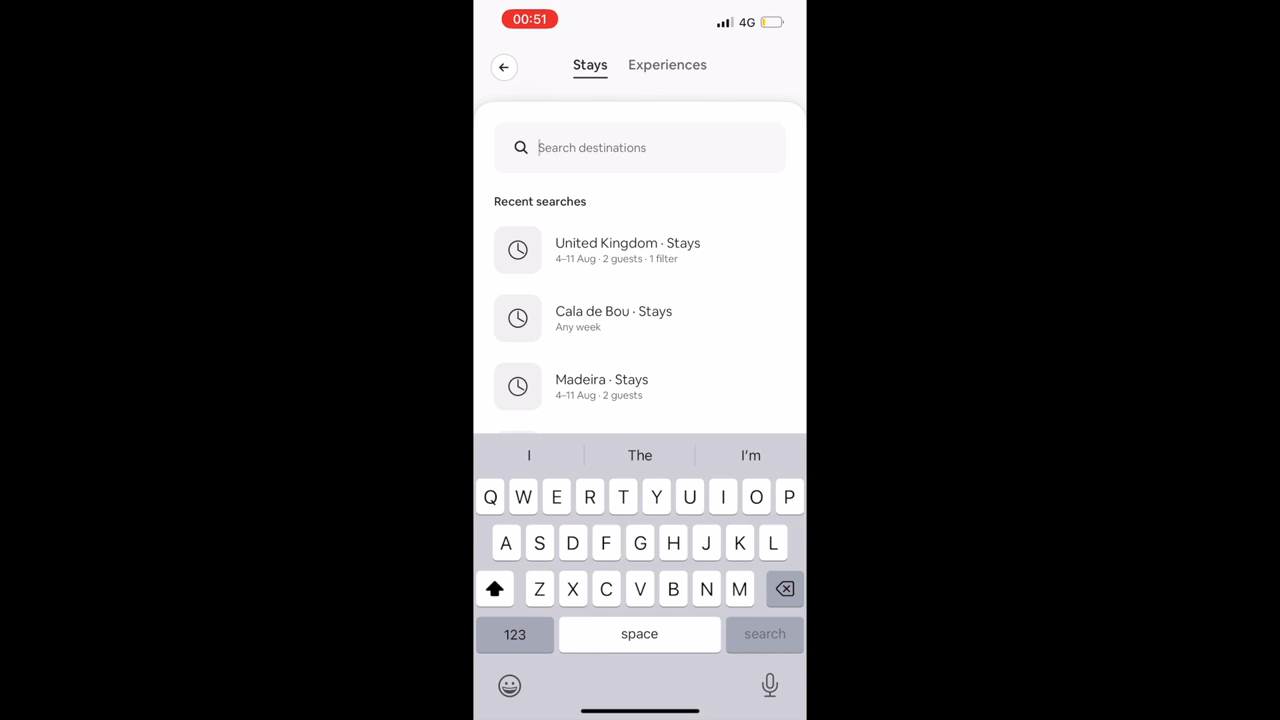 00:51
4G
Stays Experiences
Search destinations
Recent searches
United Kingdom · Stays
4–11 Aug · 2 guests · 1 filter
Cala de Bou · Stays
Any week
Madeira · Stays
4–11 Aug · 2 guests
I The I'm
Q W E R T Y U I O P
A S D F G H J K L
Z X C V B N M
123 space search